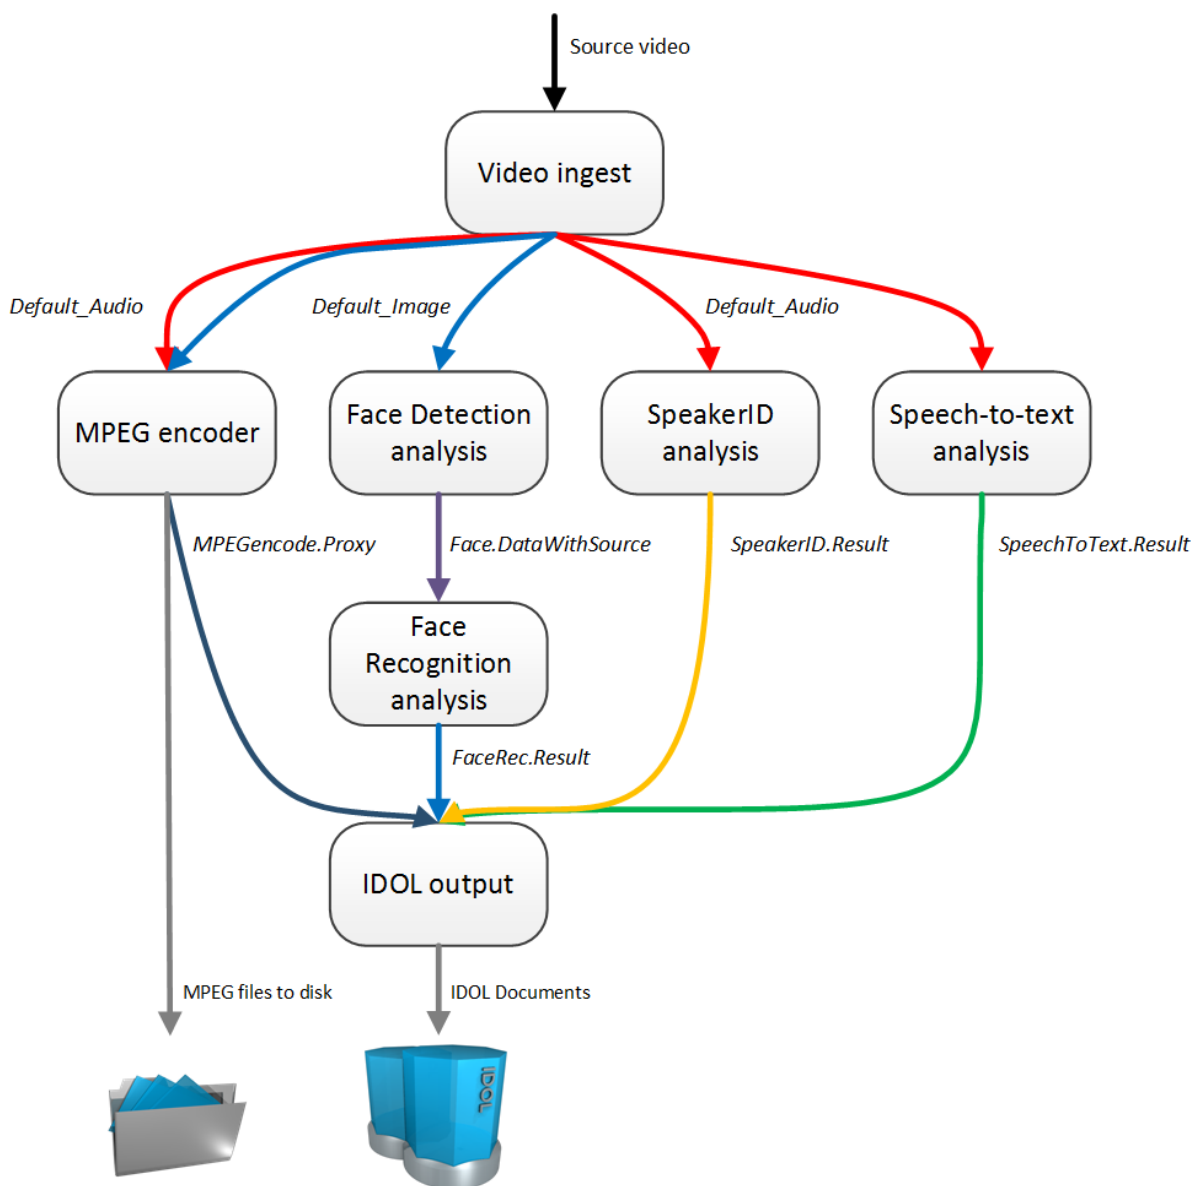 Source video
Video ingest
Default_Audio
Default_Image
Default_Audio
MPEG encoder
Face Detection
analysis
SpeakerID
analysis
Speech-to-text
analysis
MPEGencode.Proxy
Face.DataWithSource
SpeakerID.Result
SpeechToText.Result
Face
Recognition
analysis
FaceRec.Result
IDOL output
MPEG files to disk
IDOL Documents
IDOL